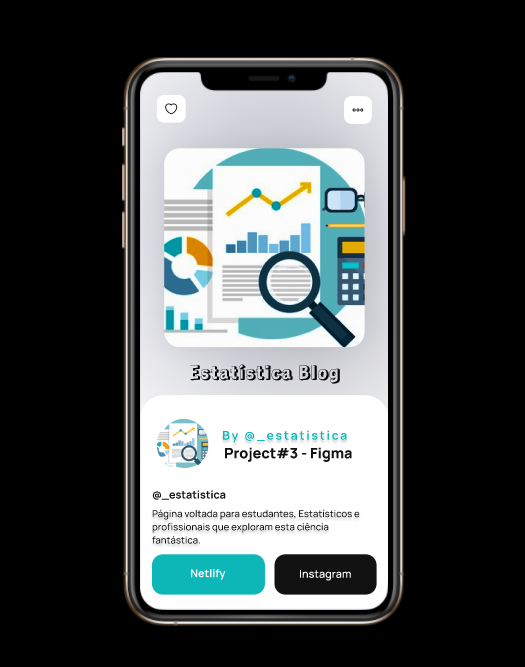 Estatística Blog
By @_estatistica
Project#3 - Figma
@_estatistica
Página voltada para estudantes, Estatísticos e
profissionais que exploram esta ciência
fantástica.
Netlify
Instagram